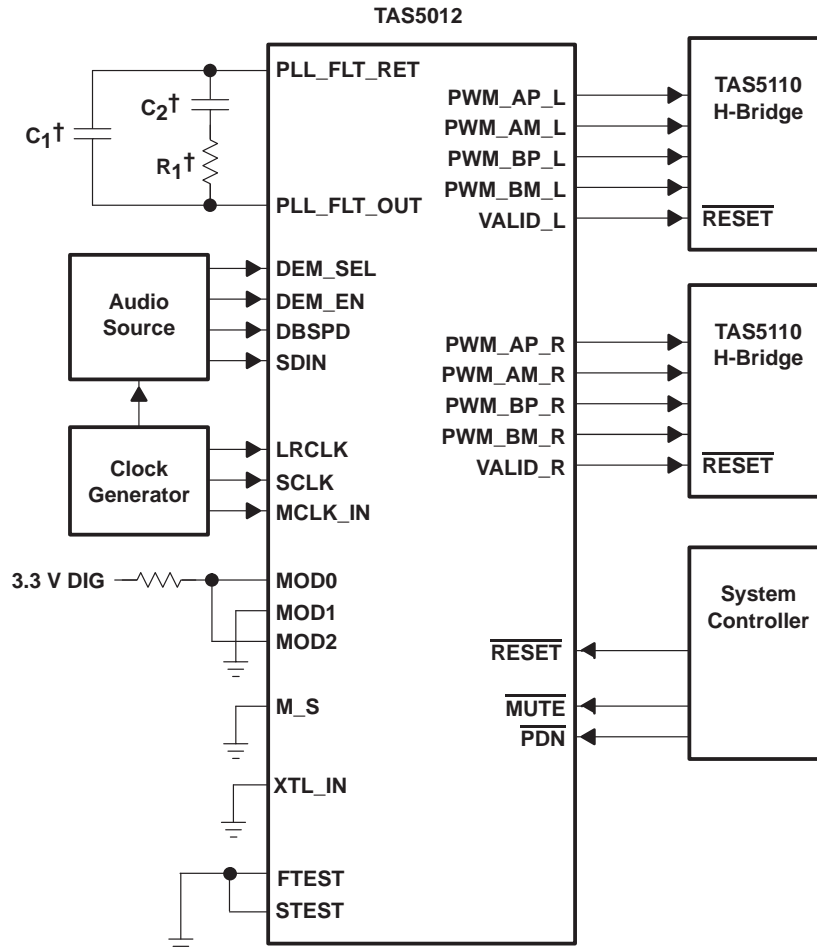 TAS5012
PLL_FLT_RET
C2†
C1†
R1†
PLL_FLT_OUT
PWM_AP_L
PWM_AM_L
PWM_BP_L
PWM_BM_L
VALID_L
TAS5110
H-Bridge
RESET
Audio
Source
DEM_SEL
DEM_EN
DBSPD
SDIN
PWM_AP_R
PWM_AM_R
PWM_BP_R
PWM_BM_R
VALID_R
TAS5110
H-Bridge
RESET
Clock
Generator
LRCLK
SCLK
MCLK_IN
3.3 V DIG
MOD0
MOD1
MOD2
System
Controller
RESET
MUTE
PDN
M_S
XTL_IN
FTEST
STEST